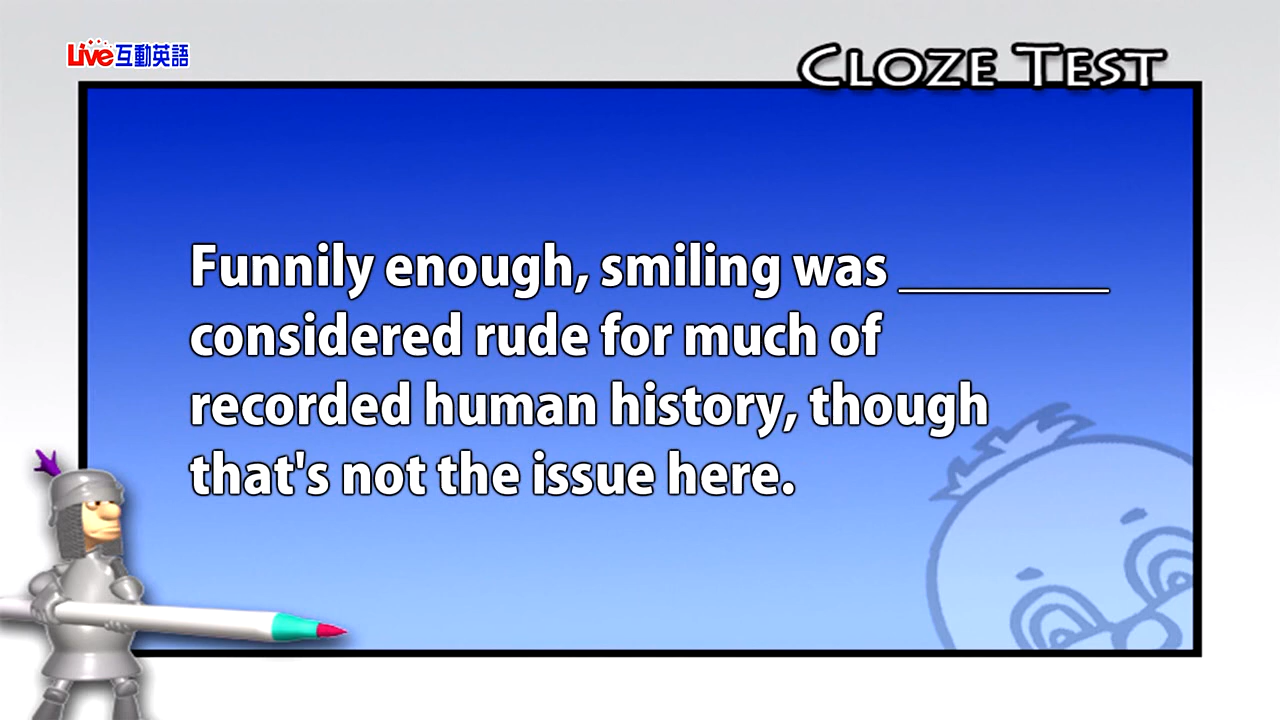 Live互動英語
CLOZE TEST
Funnily enough, smiling was ________
considered rude for much of
recorded human history, though
that's not the issue here.